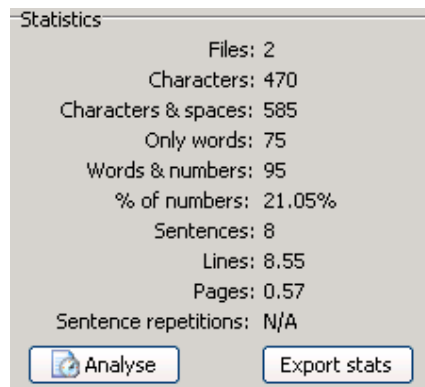 Statistics
Files: 2
Characters: 470
Characters & spaces: 585
Only words: 75
Words & numbers: 95
% of numbers: 21.05%
Sentences: 8
Lines: 8.55
Pages: 0.57
Sentence repetitions: N/A
Analyse Export stats